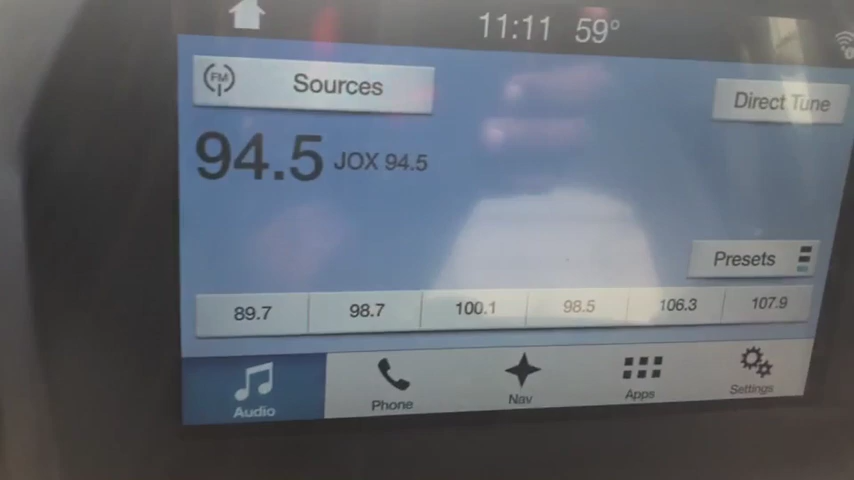 11:11 59°
FM Sources
Direct Tune
94.5 JOX 94.5
Presets
89.7 98.7 100.1 98.5 106.3 107.9
Audio Phone Nav Apps Settings